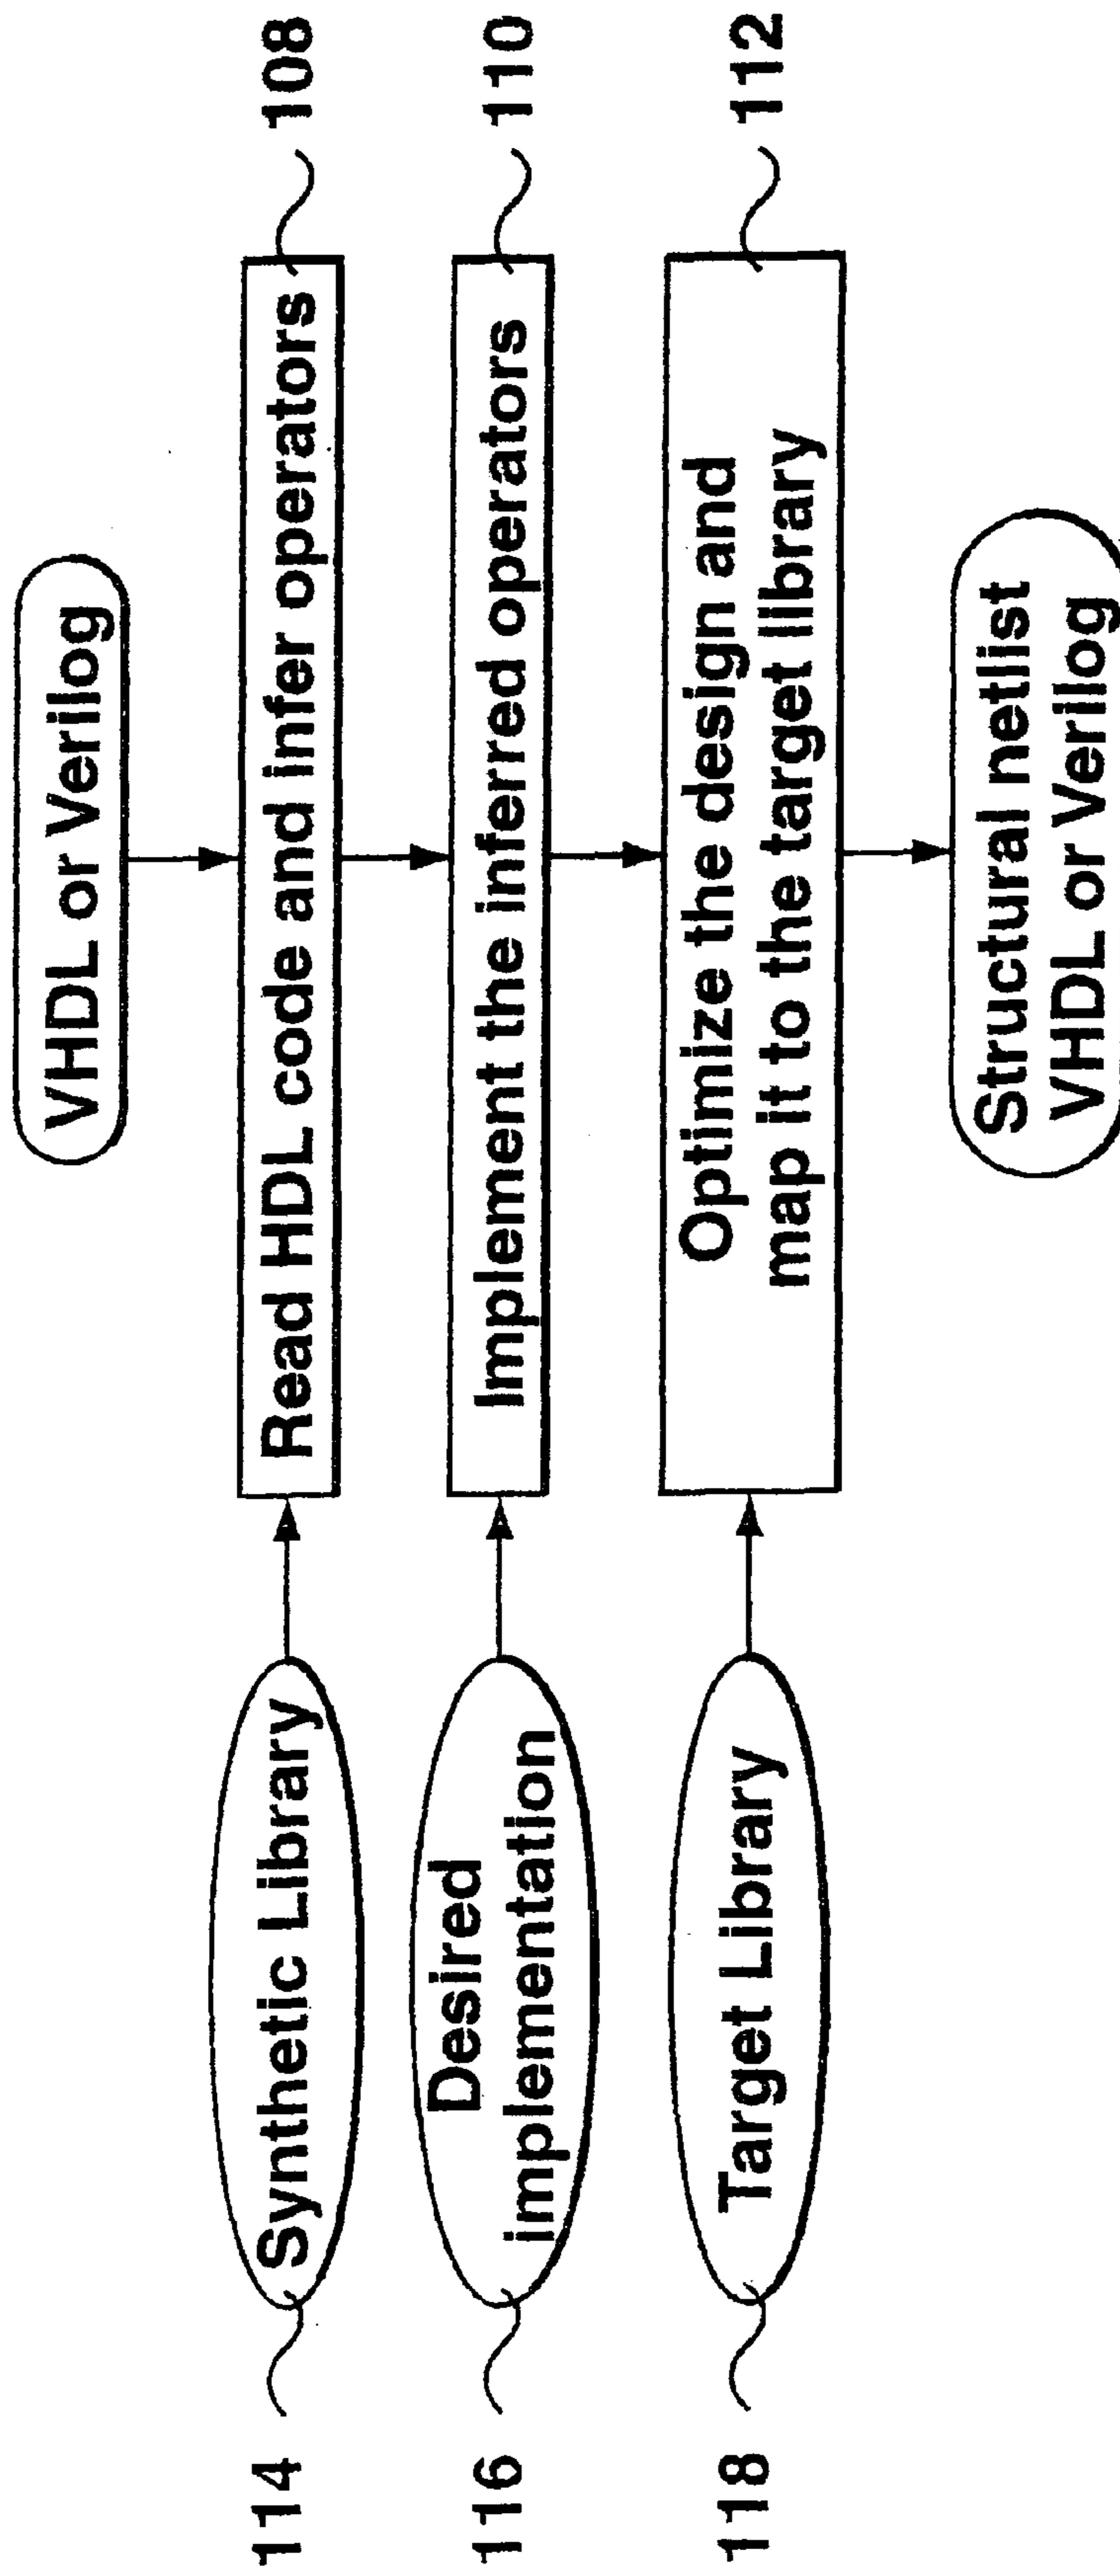 VHDL or Verilog
114
Synthetic Library
Read HDL code and infer operators
108
116
Desired
implementation
Implement the inferred operators
110
118
Target Library
Optimize the design and
map it to the target library
112
Structural netlist
VHDL or Verilog